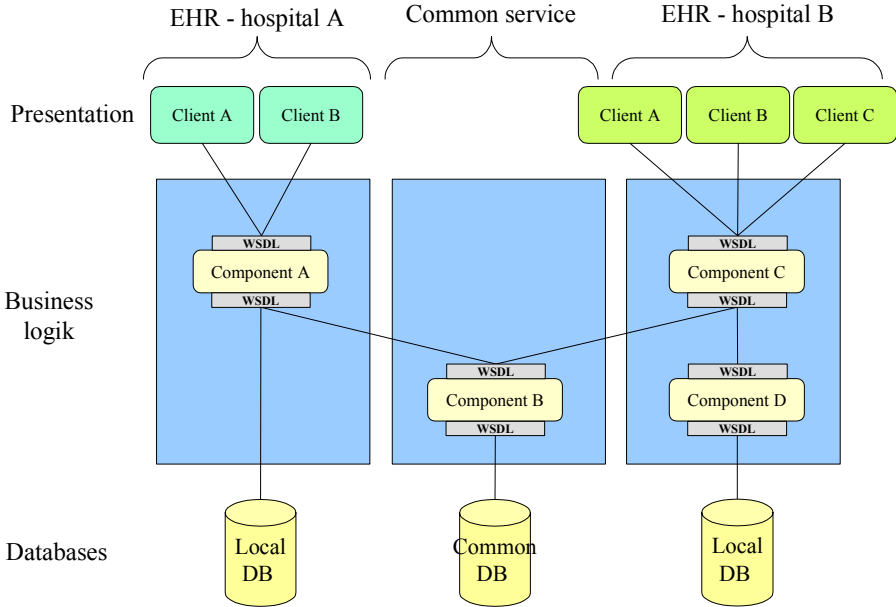 EHR - hospital A
Common service
EHR - hospital B
Presentation
Client A
Client B
Client A
Client B
Client C
WSDL
Component A
WSDL
WSDL
Component C
WSDL
Business
logik
WSDL
Component B
WSDL
WSDL
Component D
WSDL
Databases
Local
DB
Common
DB
Local
DB